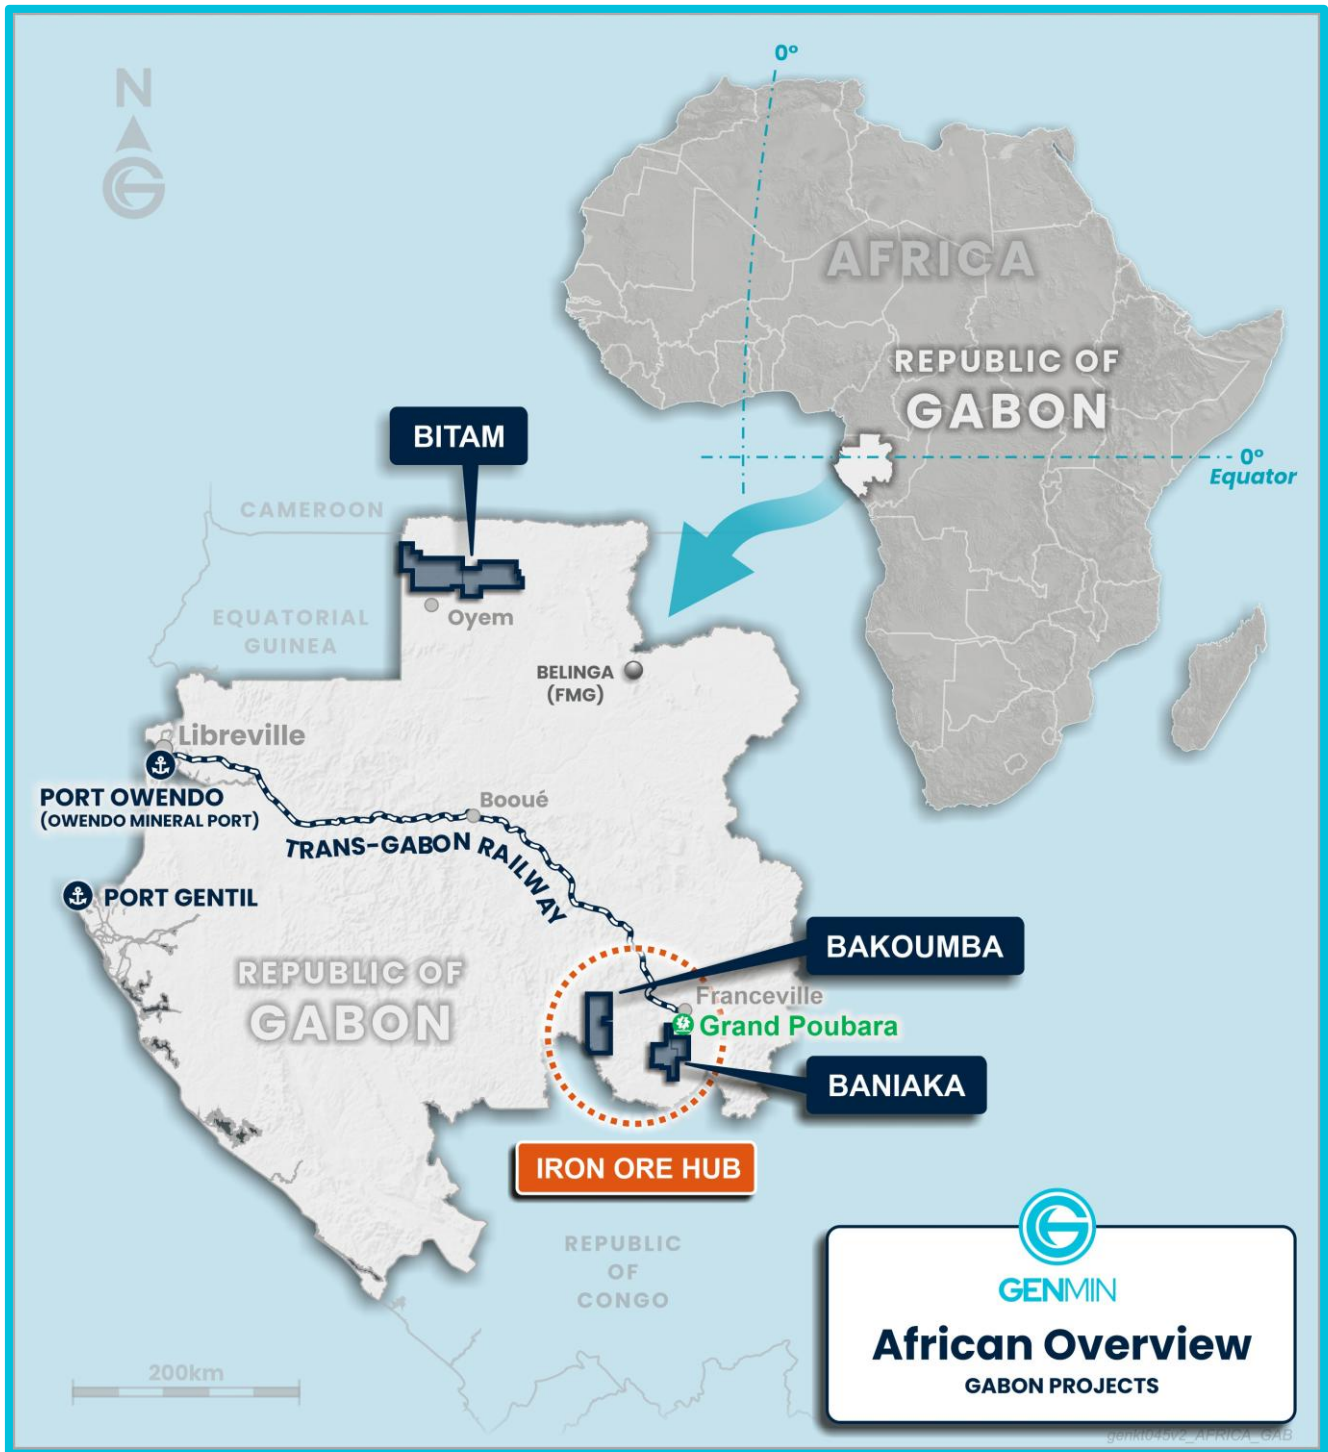 N
0°
AFRICA
REPUBLIC OF
GABON
0°
Equator
BITAM
CAMEROON
EQUATORIAL
GUINEA
Oyem
BELINGA
(FMG)
Libreville
PORT OWENDO
(OWENDO MINERAL PORT)
Booué
TRANS-GABON RAILWAY
PORT GENTIL
REPUBLIC OF
GABON
BAKOUMBA
Franceville
Grand Poubara
BANIAKA
IRON ORE HUB
REPUBLIC
OF
CONGO
200km
GENMIN
African Overview
GABON PROJECTS
genkt045v2_AFRICA_GAB